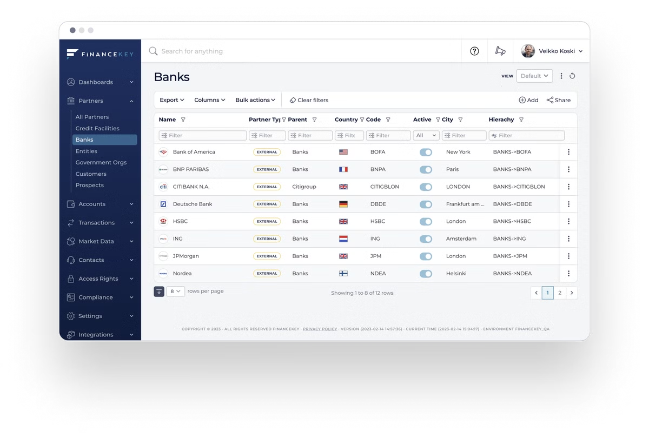 FINANCEKEY
Search for anything
Veikko Koski
Dashboards
Partners
All Partners
Credit Facilities
Banks
Entities
Government Orgs
Customers
Prospects
Accounts
Transactions
Market Data
Contacts
Access Rights
Compliance
Settings
Integrations
Banks
VIEW Default
Export Columns Bulk actions Clear filters Add Share
Name Partner Typ Parent Country Code Active City Hierachy
Filter Filter Filter Filte Filter All Filter Filter
Bank of America EXTERNAL Banks BOFA New York BANKS->BOFA
BNP PARIBAS EXTERNAL Banks BNPA Paris BANKS->BNPA
CITIBANK N.A. EXTERNAL Citigroup CITIGBLON LONDON BANKS->CITIGBLON
Deutsche Bank EXTERNAL Banks DBDE Frankfurt am ... BANKS->DBDE
HSBC EXTERNAL Banks HSBC London BANKS->HSBC
ING EXTERNAL Banks ING Amsterdam BANKS->ING
JPMorgan EXTERNAL Banks JPM London BANKS->JPM
Nordea EXTERNAL Banks NDEA Helsinki BANKS->NDEA
8 rows per page
Showing 1 to 8 of 12 rows
1 2
COPYRIGHT © ALL RIGHTS RESERVED FINANCEKEY - PRIVACY POLICY - VERSION - CURRENT TIME - ENVIRONMENT